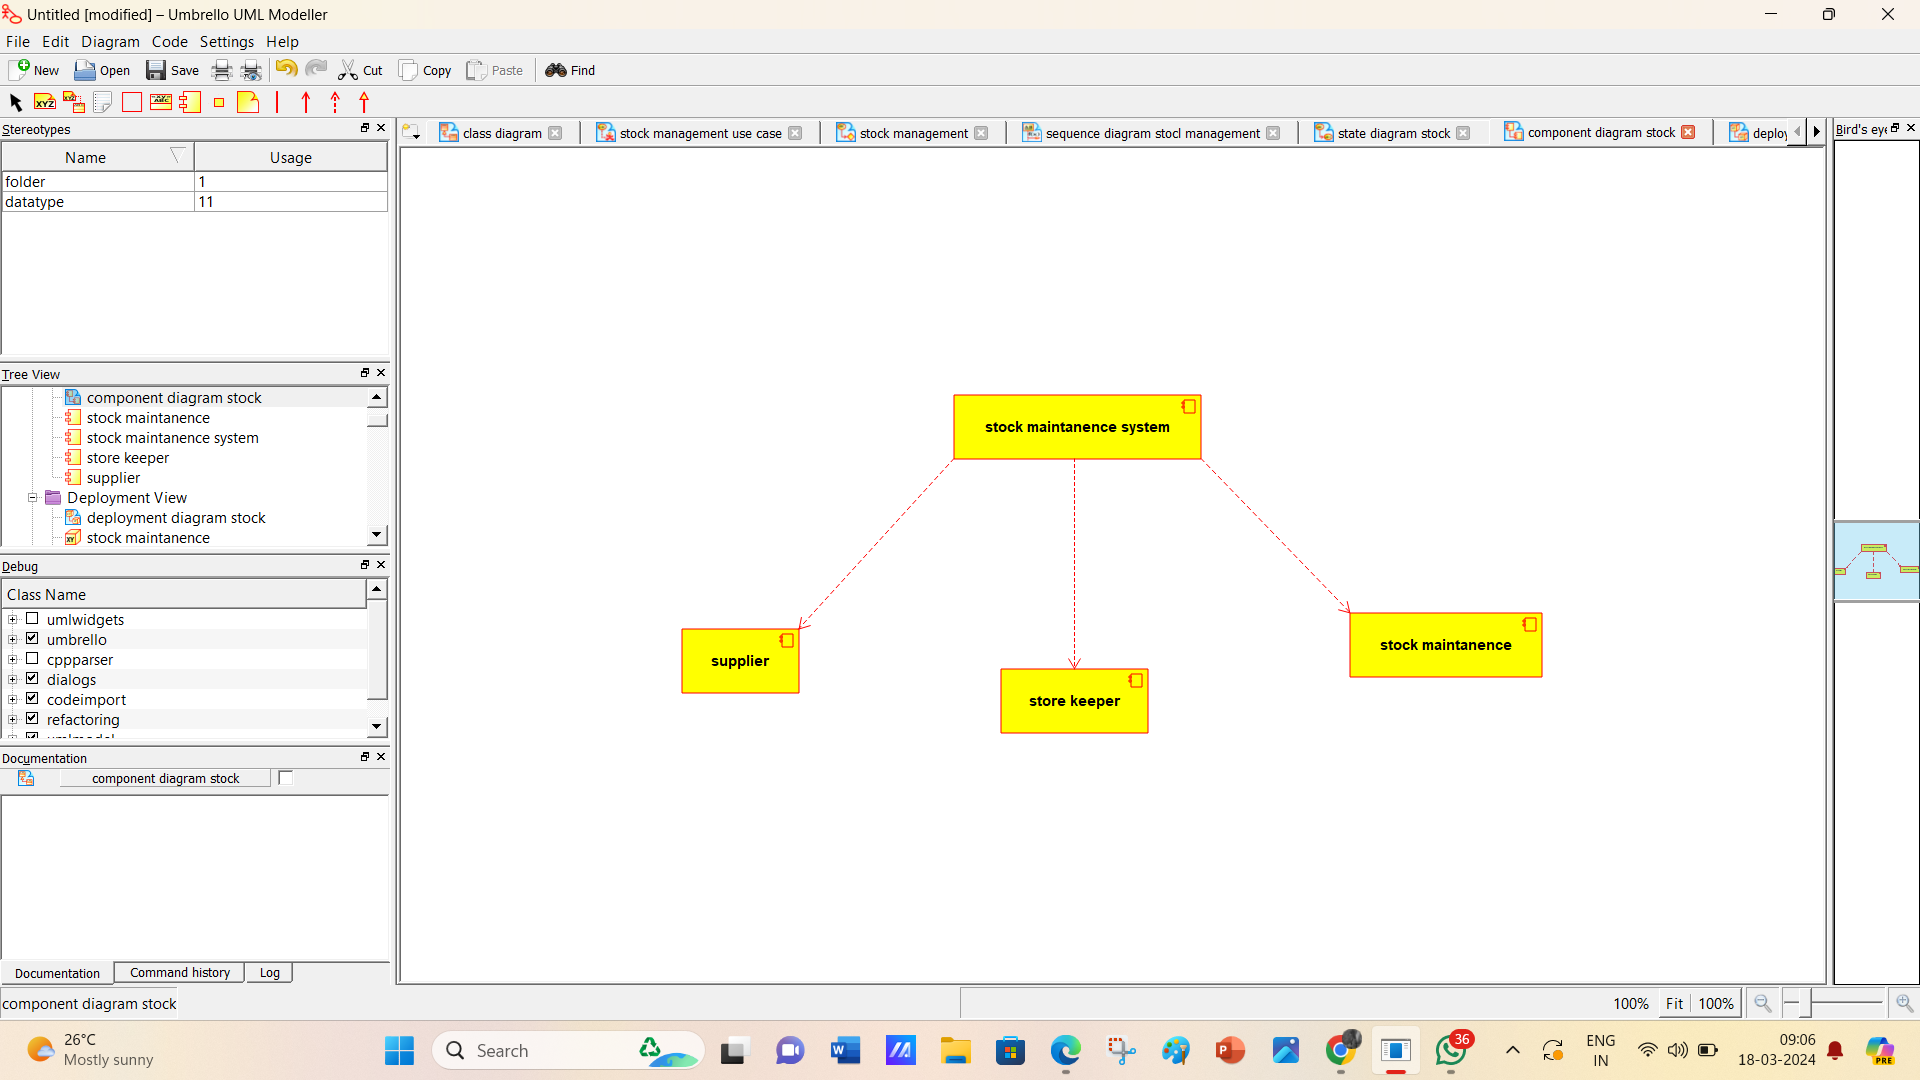 Untitled [modified] – Umbrello UML Modeller
File Edit Diagram Code Settings Help
New Open Save Cut Copy Paste Find
XYZ XYZ ABC
Stereotypes
Name Usage
folder 1
datatype 11
Tree View
component diagram stock
stock maintanence
stock maintanence system
store keeper
supplier
Deployment View
deployment diagram stock
stock maintanence
Debug
Class Name
umlwidgets
umbrello
cppparser
dialogs
codeimport
refactoring
Documentation
component diagram stock
Documentation Command history Log
class diagram stock management use case stock management sequence diagram stocl management state diagram stock component diagram stock deploy
Bird's eye
stock maintanence system
supplier
store keeper
stock maintanence
component diagram stock
100% Fit 100%
26°C
Mostly sunny
Search
36
ENG
IN
09:06
18-03-2024
PRE